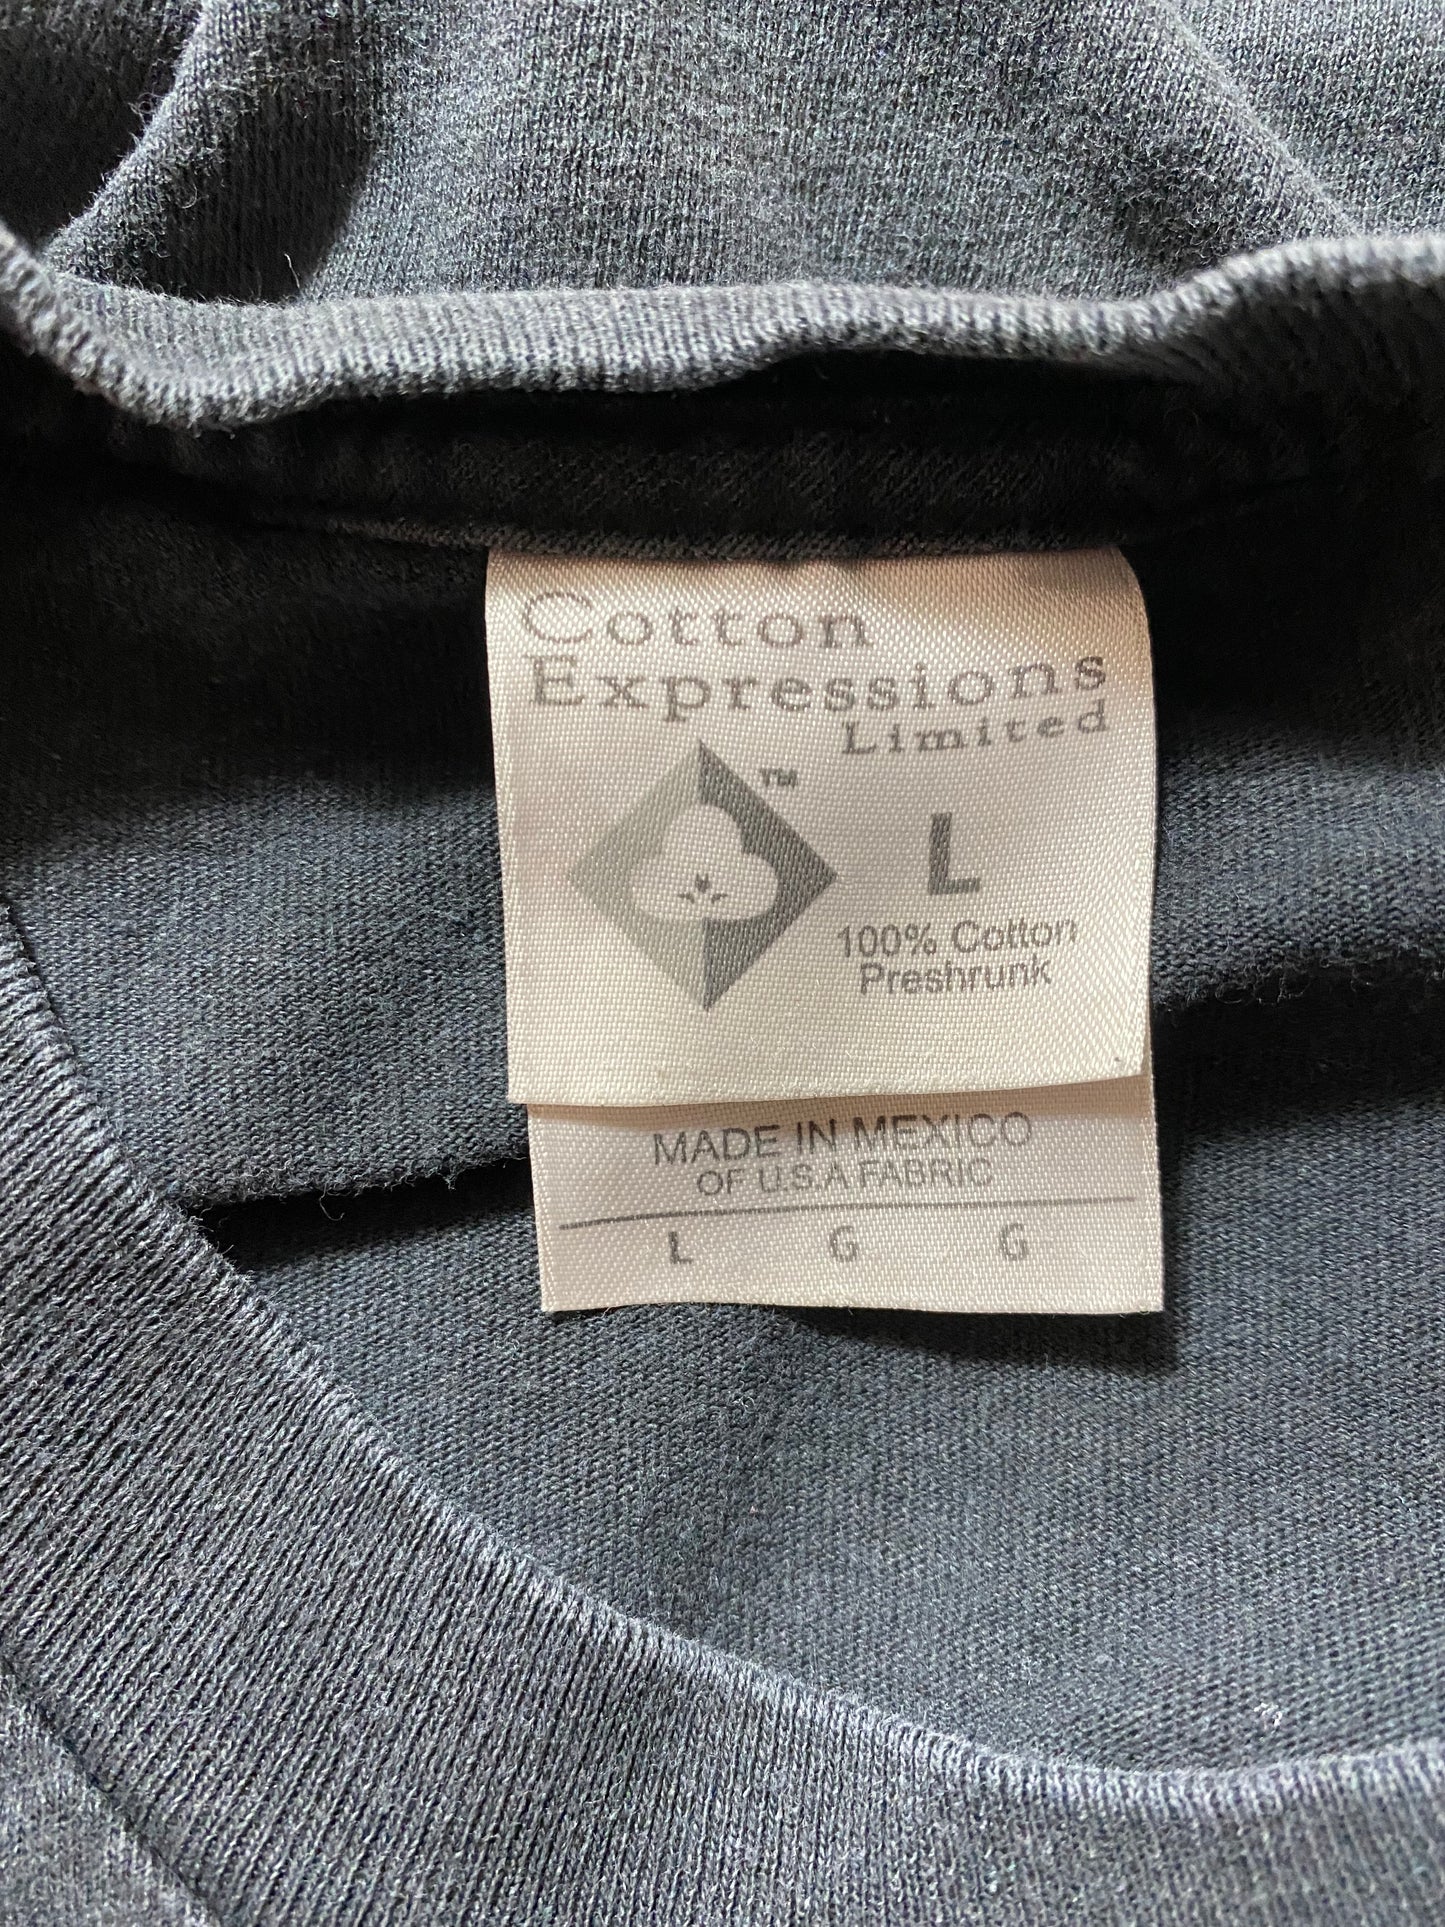 Cotton
Expressions
Limited
TM
L
100% Cotton
Preshrunk
MADE IN MEXICO
OF U.S.A FABRIC
L G G